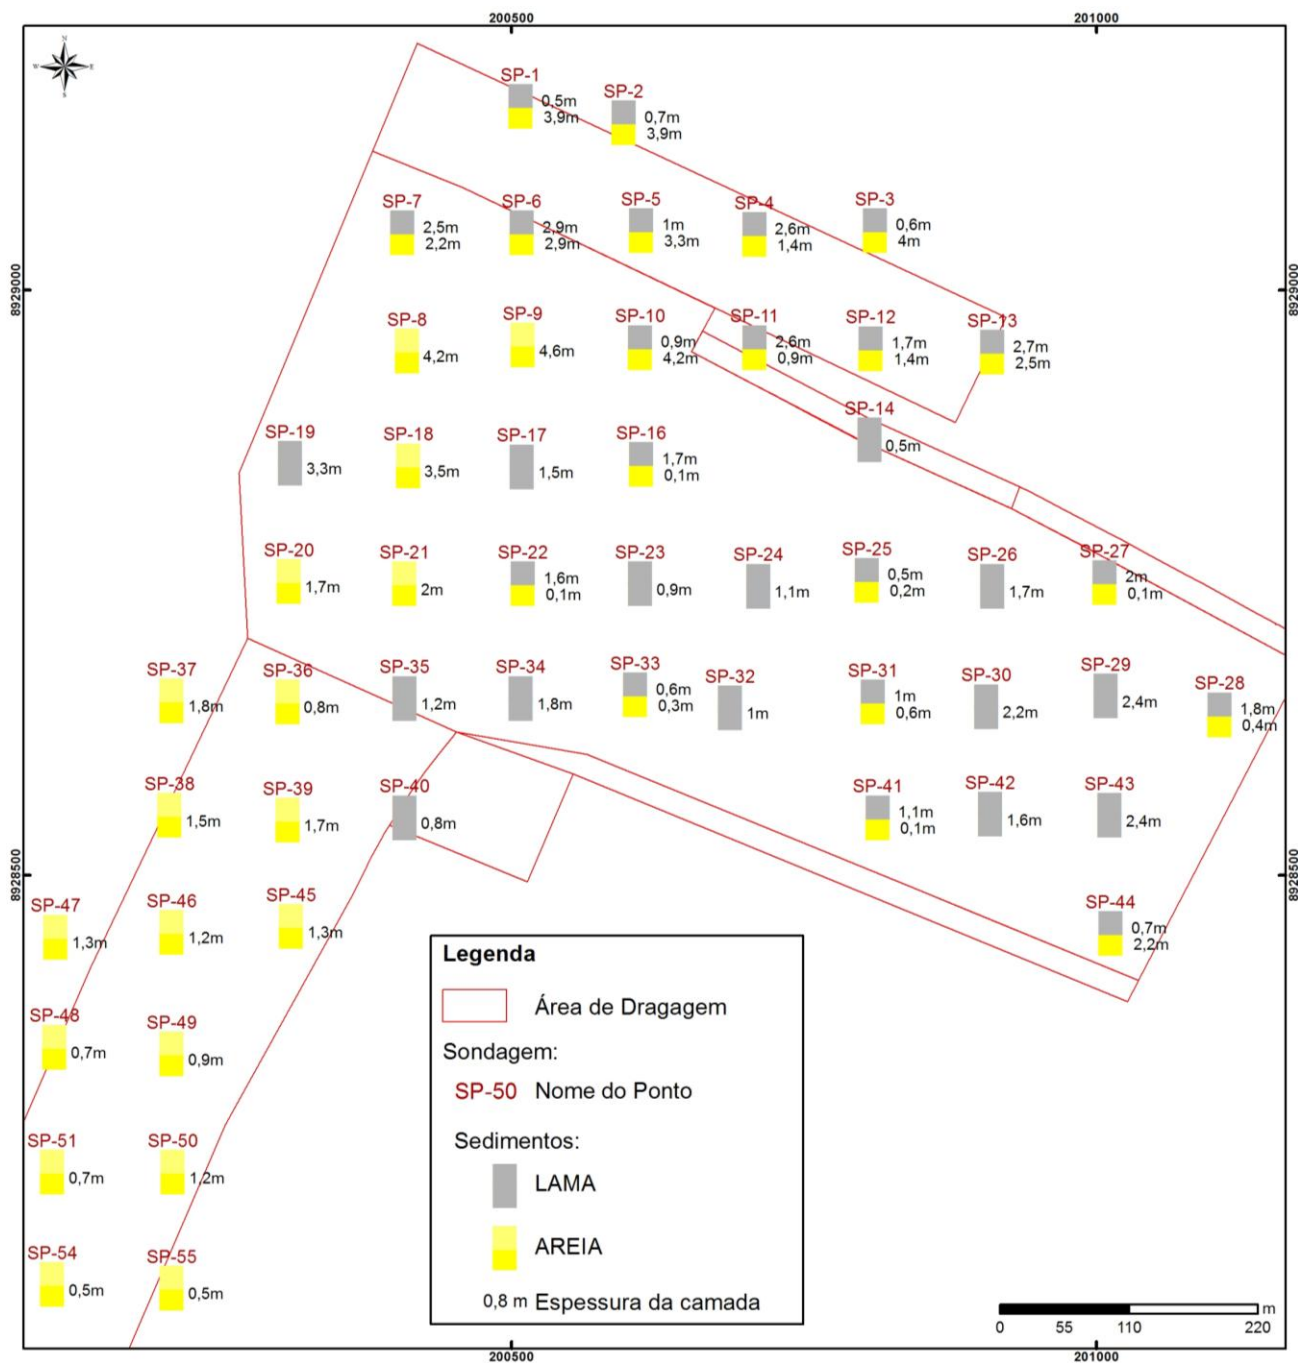 200500
201000
N
W
E
S
SP-1
0,5m
3,9m
SP-2
0,7m
3,9m
SP-7
2,5m
2,2m
SP-6
2,9m
2,9m
SP-5
1m
3,3m
SP-4
2,6m
1,4m
SP-3
0,6m
4m
8929000
8929000
SP-8
4,2m
SP-9
4,6m
SP-10
0,9m
4,2m
SP-11
2,6m
0,9m
SP-12
1,7m
1,4m
SP-13
2,7m
2,5m
SP-14
0,5m
SP-19
3,3m
SP-18
3,5m
SP-17
1,5m
SP-16
1,7m
0,1m
SP-20
1,7m
SP-21
2m
SP-22
1,6m
0,1m
SP-23
0,9m
SP-24
1,1m
SP-25
0,5m
0,2m
SP-26
1,7m
SP-27
2m
0,1m
SP-37
1,8m
SP-36
0,8m
SP-35
1,2m
SP-34
1,8m
SP-33
0,6m
0,3m
SP-32
1m
SP-31
1m
0,6m
SP-30
2,2m
SP-29
2,4m
SP-28
1,8m
0,4m
SP-38
1,5m
SP-39
1,7m
SP-40
0,8m
SP-41
1,1m
0,1m
SP-42
1,6m
SP-43
2,4m
8928500
8928500
SP-47
1,3m
SP-46
1,2m
SP-45
1,3m
SP-44
0,7m
2,2m
SP-48
0,7m
SP-49
0,9m
SP-51
0,7m
SP-50
1,2m
SP-54
0,5m
SP-55
0,5m
Legenda
Área de Dragagem
Sondagem:
SP-50 Nome do Ponto
Sedimentos:
LAMA
AREIA
0,8 m Espessura da camada
m
0 55 110 220
200500
201000